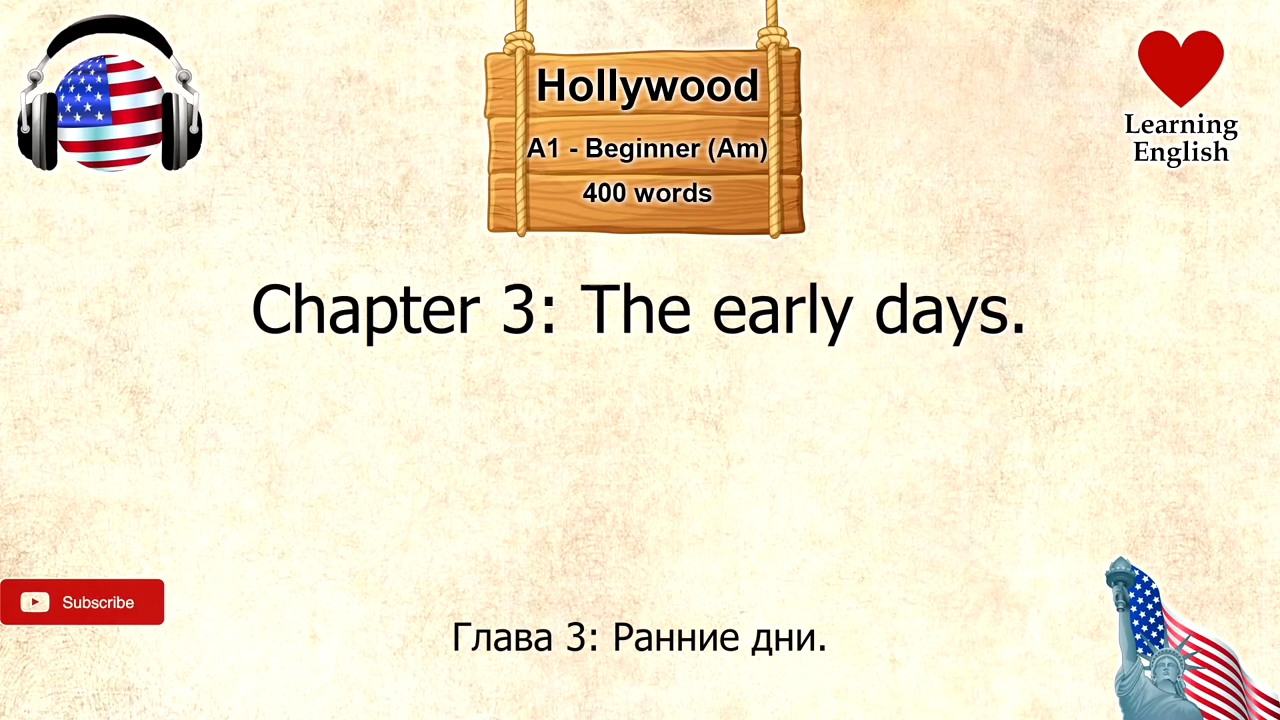 Hollywood
A1 - Beginner (Am)
400 words
Learning
English
Chapter 3: The early days.
Subscribe
Глава 3: Ранние дни.